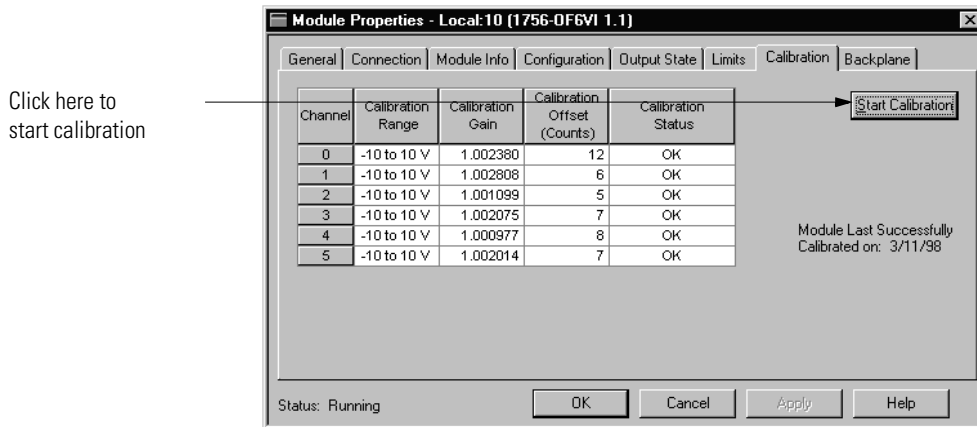 Module Properties - Local:10 (1756-OF6VI 1.1)
General Connection Module Info Configuration Output State Limits Calibration Backplane
Click here to
start calibration
Channel Calibration Range Calibration Gain Calibration Offset (Counts) Calibration Status
Start Calibration
0 -10 to 10 V 1.002380 12 OK
1 -10 to 10 V 1.002808 6 OK
2 -10 to 10 V 1.001099 5 OK
3 -10 to 10 V 1.002075 7 OK
4 -10 to 10 V 1.000977 8 OK
5 -10 to 10 V 1.002014 7 OK
Module Last Successfully
Calibrated on: 3/11/98
Status: Running
OK Cancel Apply Help